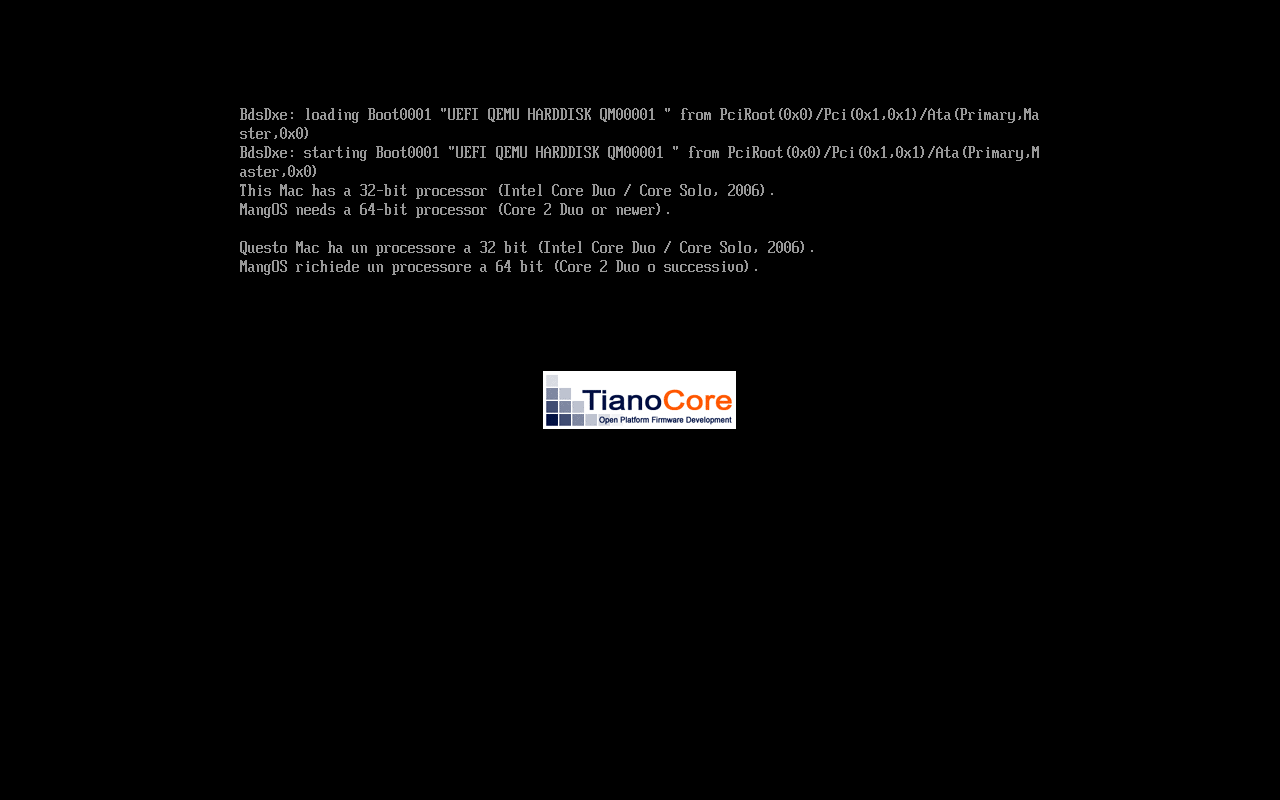 BdsDxe: loading Boot0001 "UEFI QEMU HARDDISK QM00001 " from PciRoot(0x0)/Pci(0x1,0x1)/Ata(Primary,Ma
ster,0x0)
BdsDxe: starting Boot0001 "UEFI QEMU HARDDISK QM00001 " from PciRoot(0x0)/Pci(0x1,0x1)/Ata(Primary,M
aster,0x0)
This Mac has a 32-bit processor (Intel Core Duo / Core Solo, 2006).
MangOS needs a 64-bit processor (Core 2 Duo or newer).
Questo Mac ha un processore a 32 bit (Intel Core Duo / Core Solo, 2006).
MangOS richiede un processore a 64 bit (Core 2 Duo o successivo).
TianoCore
Open Platform Firmware Development